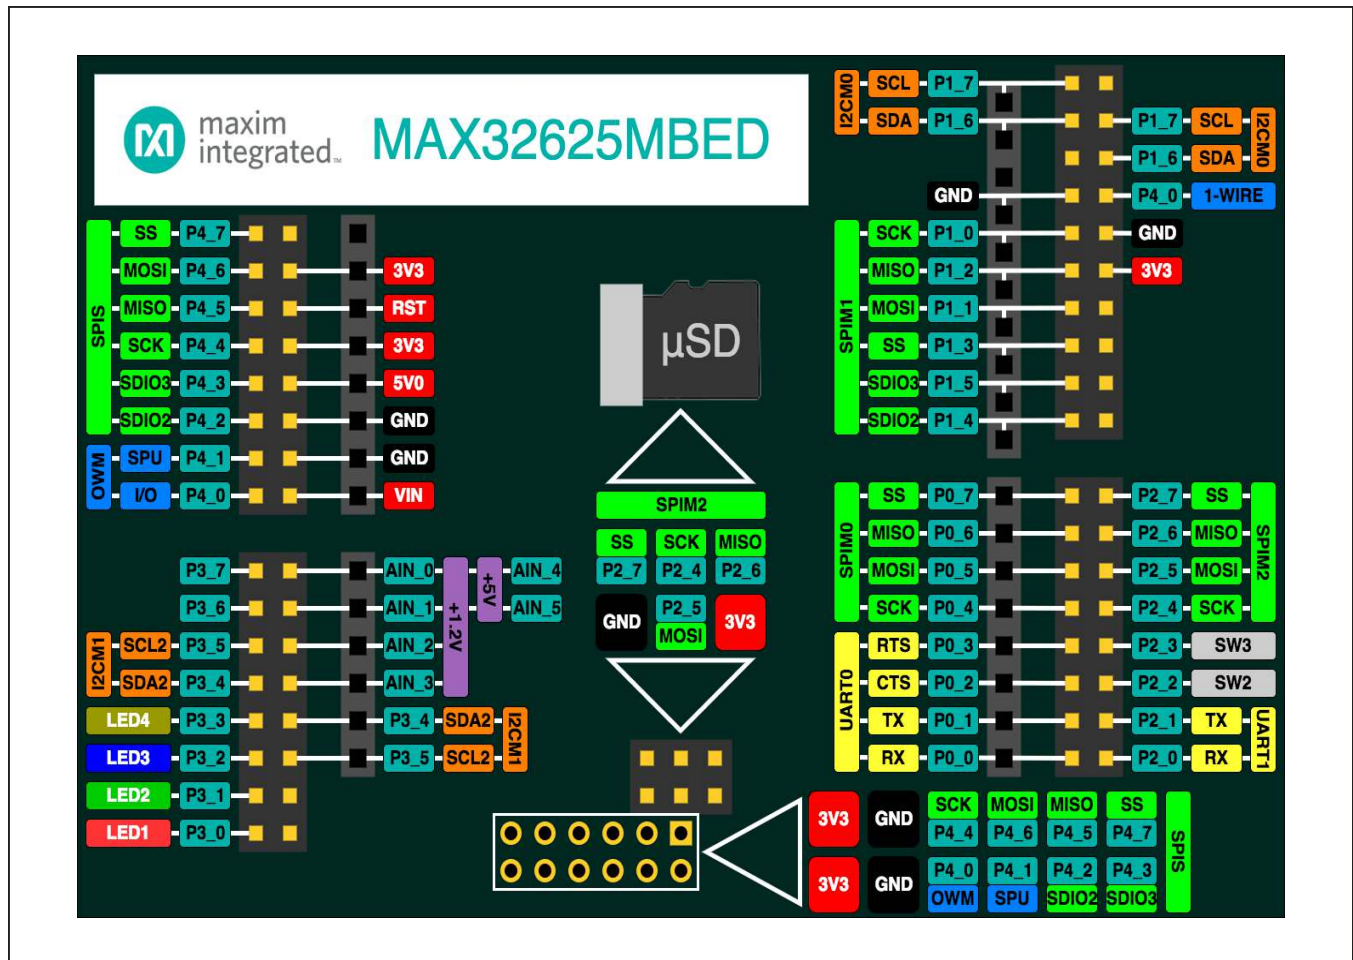 maxim
integrated™
MAX32625MBED
I2CM0 SCL P1_7
SDA P1_6 P1_7 SCL I2CM0
P1_6 SDA
GND P4_0 1-WIRE
SPIS SS P4_7 SPIM1 SCK P1_0 GND
MOSI P4_6 3V3 MISO P1_2 3V3
MISO P4_5 RST MOSI P1_1
SCK P4_4 3V3 SS P1_3
SDIO3 P4_3 5V0 SDIO3 P1_5
SDIO2 P4_2 GND SDIO2 P1_4
µSD
OWM SPU P4_1 GND
I/O P4_0 VIN SPIM0 SS P0_7 P2_7 SS SPIM2
MISO P0_6 P2_6 MISO
MOSI P0_5 P2_5 MOSI
SCK P0_4 P2_4 SCK
SPIM2
SS SCK MISO
P2_7 P2_4 P2_6
GND P2_5 3V3
MOSI
P3_7 AIN_0 +1.2V +5V AIN_4
P3_6 AIN_1 AIN_5
I2CM1 SCL2 P3_5 AIN_2 UART0 RTS P0_3 P2_3 SW3
SDA2 P3_4 AIN_3 CTS P0_2 P2_2 SW2
LED4 P3_3 P3_4 SDA2 I2CM1 TX P0_1 P2_1 TX UART1
LED3 P3_2 P3_5 SCL2 RX P0_0 P2_0 RX
LED2 P3_1
LED1 P3_0
3V3 GND SCK MOSI MISO SS SPIS
P4_4 P4_6 P4_5 P4_7
3V3 GND P4_0 P4_1 P4_2 P4_3
OWM SPU SDIO2 SDIO3